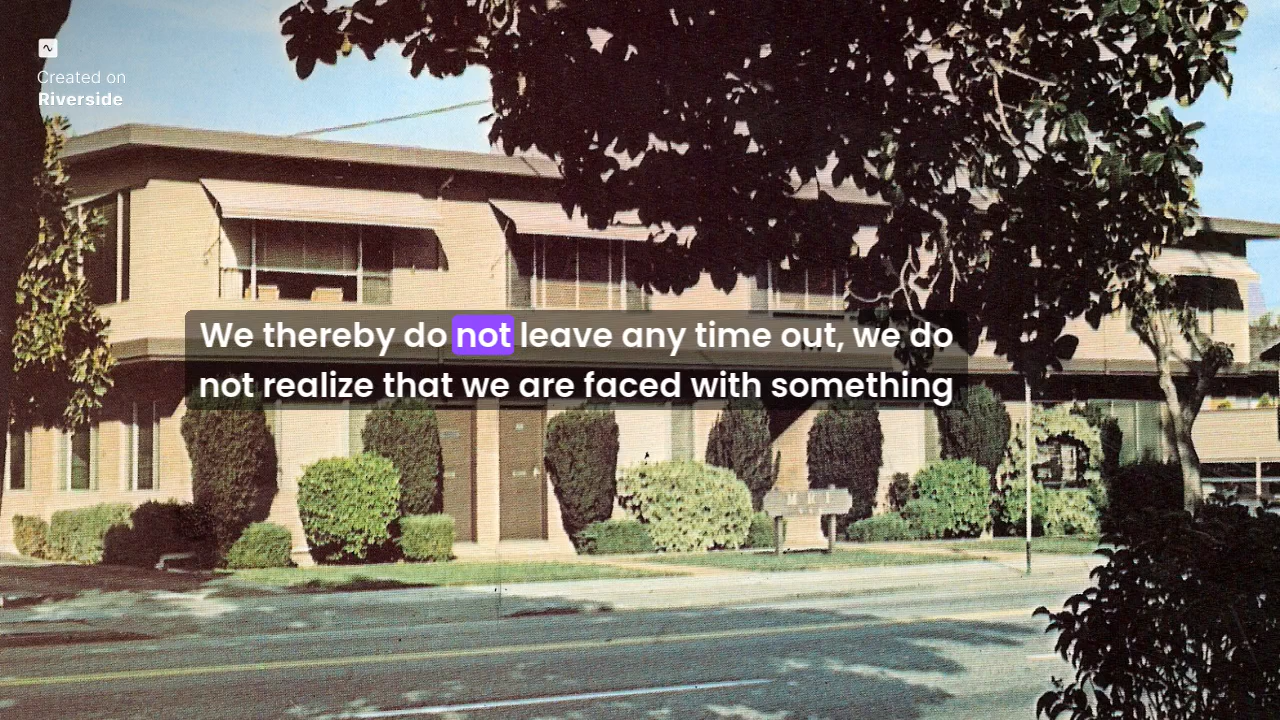 Created on
Riverside
We thereby do not leave any time out, we do
not realize that we are faced with something